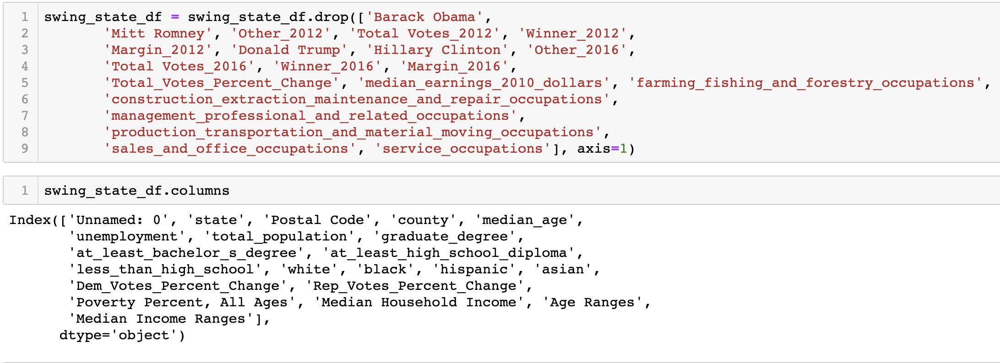 1 swing_state_df = swing_state_df.drop(['Barack Obama',
2 'Mitt Romney', 'Other_2012', 'Total Votes_2012', 'Winner_2012',
3 'Margin_2012', 'Donald Trump', 'Hillary Clinton', 'Other_2016',
4 'Total Votes_2016', 'Winner_2016', 'Margin_2016',
5 'Total_Votes_Percent_Change', 'median_earnings_2010_dollars', 'farming_fishing_and_forestry_occupations',
6 'construction_extraction_maintenance_and_repair_occupations',
7 'management_professional_and_related_occupations',
8 'production_transportation_and_material_moving_occupations',
9 'sales_and_office_occupations', 'service_occupations'], axis=1)
1 swing_state_df.columns
Index(['Unnamed: 0', 'state', 'Postal Code', 'county', 'median_age',
'unemployment', 'total_population', 'graduate_degree',
'at_least_bachelor_s_degree', 'at_least_high_school_diploma',
'less_than_high_school', 'white', 'black', 'hispanic', 'asian',
'Dem_Votes_Percent_Change', 'Rep_Votes_Percent_Change',
'Poverty Percent, All Ages', 'Median Household Income', 'Age Ranges',
'Median Income Ranges'],
dtype='object')